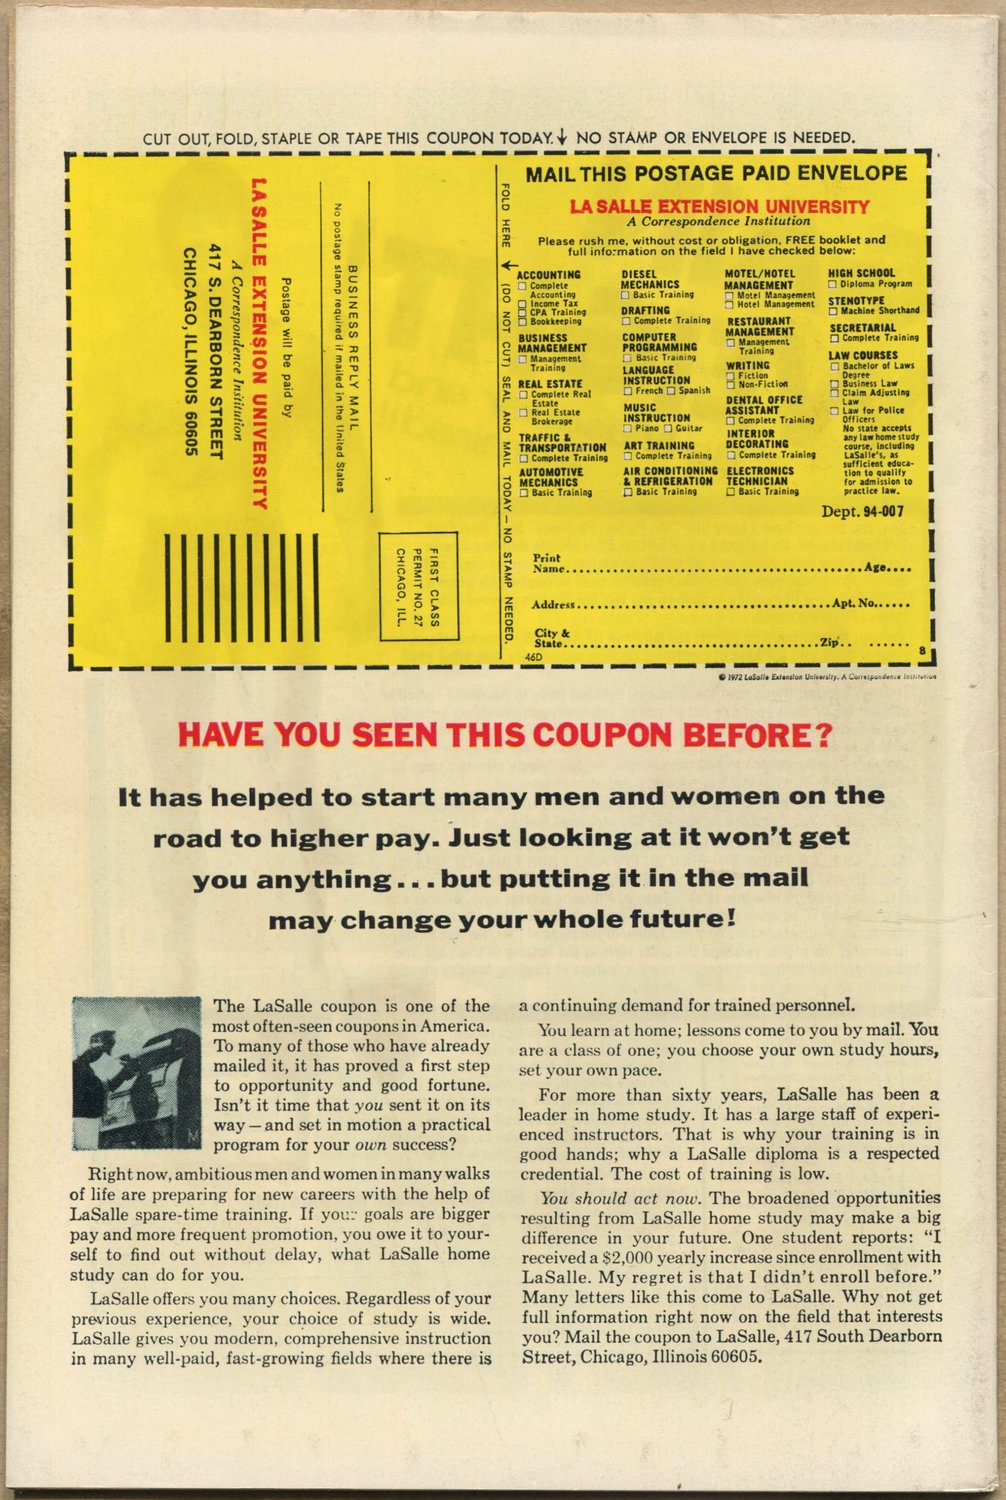 CUT OUT, FOLD, STAPLE OR TAPE THIS COUPON TODAY. ↓ NO STAMP OR ENVELOPE IS NEEDED.
LA SALLE EXTENSION UNIVERSITY
A Correspondence Institution
417 S. DEARBORN STREET
CHICAGO, ILLINOIS 60605
Postage will be paid by
BUSINESS REPLY MAIL
No postage stamp required if mailed in the United States
FIRST CLASS
PERMIT NO. 27
CHICAGO, ILL.
FOLD HERE ← (DO NOT CUT) SEAL AND MAIL TODAY — NO STAMP NEEDED.
MAIL THIS POSTAGE PAID ENVELOPE
LA SALLE EXTENSION UNIVERSITY
A Correspondence Institution
Please rush me, without cost or obligation, FREE booklet and
full information on the field I have checked below:
ACCOUNTING
☐ Complete
Accounting
☐ Income Tax
☐ CPA Training
☐ Bookkeeping
BUSINESS
MANAGEMENT
☐ Management
Training
REAL ESTATE
☐ Complete Real
Estate
☐ Real Estate
Brokerage
TRAFFIC &
TRANSPORTATION
☐ Complete Training
AUTOMOTIVE
MECHANICS
☐ Basic Training
DIESEL
MECHANICS
☐ Basic Training
DRAFTING
☐ Complete Training
COMPUTER
PROGRAMMING
☐ Basic Training
LANGUAGE
INSTRUCTION
☐ French ☐ Spanish
MUSIC
INSTRUCTION
☐ Piano ☐ Guitar
ART TRAINING
☐ Complete Training
AIR CONDITIONING
& REFRIGERATION
☐ Basic Training
MOTEL/HOTEL
MANAGEMENT
☐ Motel Management
☐ Hotel Management
RESTAURANT
MANAGEMENT
☐ Management
Training
WRITING
☐ Fiction
☐ Non-Fiction
DENTAL OFFICE
ASSISTANT
☐ Complete Training
INTERIOR
DECORATING
☐ Complete Training
ELECTRONICS
TECHNICIAN
☐ Basic Training
HIGH SCHOOL
☐ Diploma Program
STENOTYPE
☐ Machine Shorthand
SECRETARIAL
☐ Complete Training
LAW COURSES
☐ Bachelor of Laws
Degree
☐ Business Law
☐ Claim Adjusting
Law
☐ Law for Police
Officers
No state accepts
any law home study
course, including
LaSalle's, as
sufficient educa-
tion to qualify
for admission to
practice law.
Dept. 94-007
Print
Name.................Age....
Address.................Apt. No......
City &
State.................Zip.. ......
46D
8
© 1972 LaSalle Extension University. A Correspondence Institution
HAVE YOU SEEN THIS COUPON BEFORE?
It has helped to start many men and women on the
road to higher pay. Just looking at it won't get
you anything...but putting it in the mail
may change your whole future!
The LaSalle coupon is one of the
most often-seen coupons in America.
To many of those who have already
mailed it, it has proved a first step
to opportunity and good fortune.
Isn't it time that you sent it on its
way—and set in motion a practical
program for your own success?
Right now, ambitious men and women in many walks
of life are preparing for new careers with the help of
LaSalle spare-time training. If your goals are bigger
pay and more frequent promotion, you owe it to your-
self to find out without delay, what LaSalle home
study can do for you.
LaSalle offers you many choices. Regardless of your
previous experience, your choice of study is wide.
LaSalle gives you modern, comprehensive instruction
in many well-paid, fast-growing fields where there is
a continuing demand for trained personnel.
You learn at home; lessons come to you by mail. You
are a class of one; you choose your own study hours,
set your own pace.
For more than sixty years, LaSalle has been a
leader in home study. It has a large staff of experi-
enced instructors. That is why your training is in
good hands; why a LaSalle diploma is a respected
credential. The cost of training is low.
You should act now. The broadened opportunities
resulting from LaSalle home study may make a big
difference in your future. One student reports: "I
received a $2,000 yearly increase since enrollment with
LaSalle. My regret is that I didn't enroll before."
Many letters like this come to LaSalle. Why not get
full information right now on the field that interests
you? Mail the coupon to LaSalle, 417 South Dearborn
Street, Chicago, Illinois 60605.